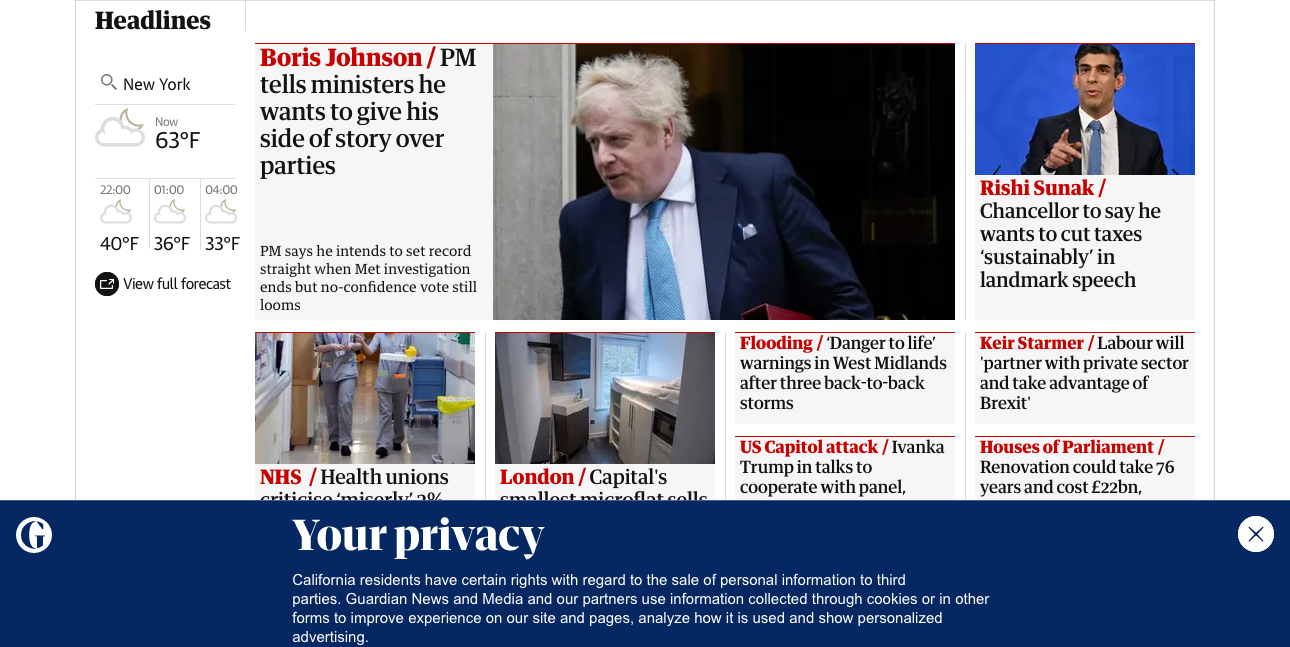 Headlines
New York
Now
63°F
22:00
01:00
04:00
40°F
36°F
33°F
View full forecast
Boris Johnson / PM
tells ministers he
wants to give his
side of story over
parties
PM says he intends to set record
straight when Met investigation
ends but no-confidence vote still
looms
Rishi Sunak /
Chancellor to say he
wants to cut taxes
‘sustainably’ in
landmark speech
NHS / Health unions
criticise ‘miserly’ 3%
London / Capital's
smallest microflat sells
Flooding / ‘Danger to life’
warnings in West Midlands
after three back-to-back
storms
US Capitol attack / Ivanka
Trump in talks to
cooperate with panel,
Keir Starmer / Labour will
'partner with private sector
and take advantage of
Brexit'
Houses of Parliament /
Renovation could take 76
years and cost £22bn,
Your privacy
California residents have certain rights with regard to the sale of personal information to third
parties. Guardian News and Media and our partners use information collected through cookies or in other
forms to improve experience on our site and pages, analyze how it is used and show personalized
advertising.